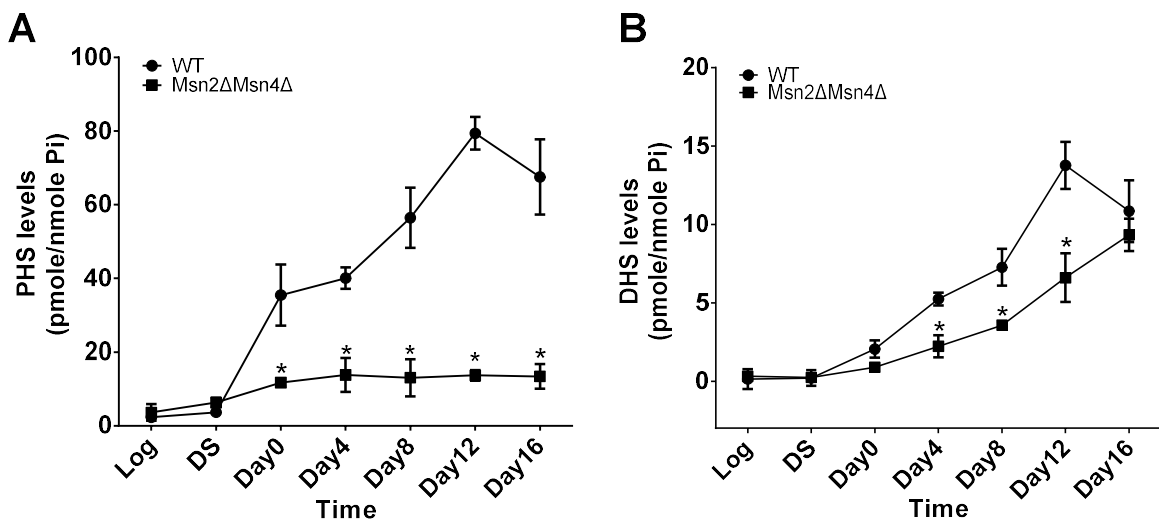 A
WT
Msn2ΔMsn4Δ
PHS levels
(pmole/nmole Pi)
100
80
60
40
20
0
*
*
*
*
*
Log
DS
Day0
Day4
Day8
Day12
Day16
Time
B
WT
Msn2ΔMsn4Δ
DHS levels
(pmole/nmole Pi)
20
15
10
5
0
*
*
*
Log
DS
Day0
Day4
Day8
Day12
Day16
Time